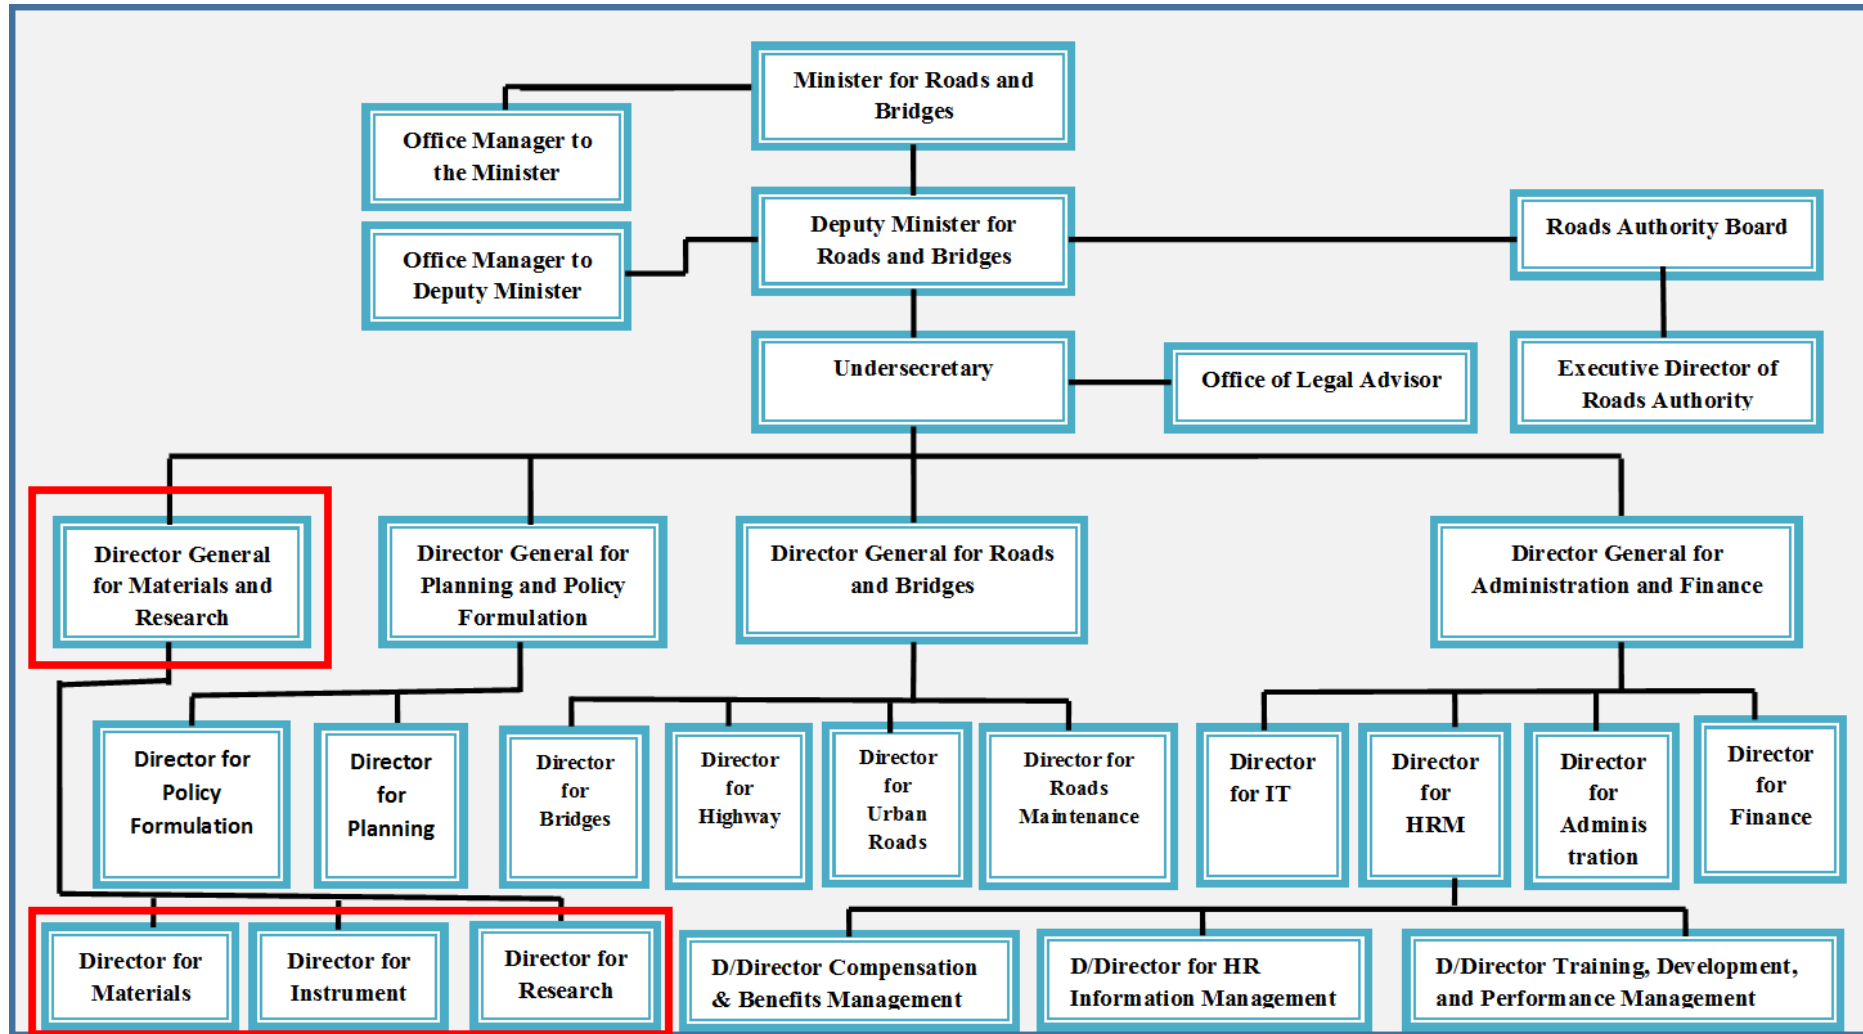 Minister for Roads and
Bridges
Office Manager to
the Minister
Deputy Minister for
Roads and Bridges
Roads Authority Board
Office Manager to
Deputy Minister
Undersecretary
Office of Legal Advisor
Executive Director of
Roads Authority
Director General
for Materials and
Research
Director General for
Planning and Policy
Formulation
Director General for Roads
and Bridges
Director General for
Administration and Finance
Director for
Policy
Formulation
Director
for
Planning
Director
for
Bridges
Director
for
Highway
Director
for
Urban
Roads
Director for
Roads
Maintenance
Director
for IT
Director
for
HRM
Director
for
Adminis
tration
Director
for
Finance
Director for
Materials
Director for
Instrument
Director for
Research
D/Director Compensation
& Benefits Management
D/Director for HR
Information Management
D/Director Training, Development,
and Performance Management